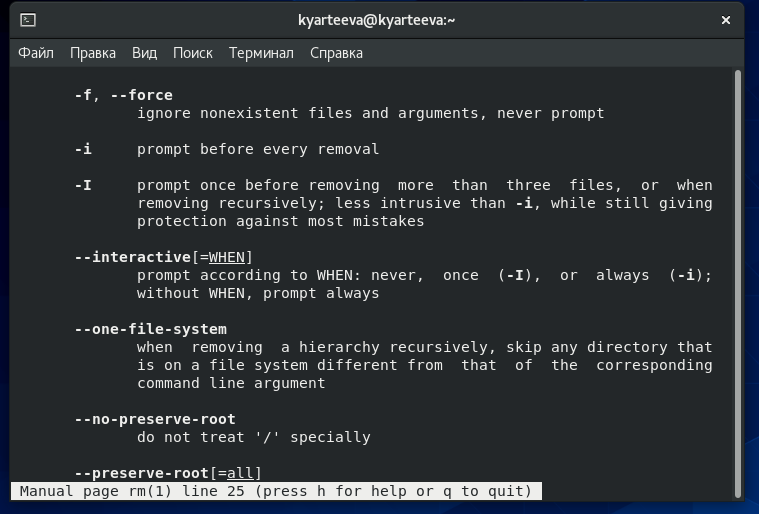 kyarteeva@kyarteeva:~
Файл Правка Вид Поиск Терминал Справка
-f, --force
ignore nonexistent files and arguments, never prompt
-i prompt before every removal
-I prompt once before removing more than three files, or when
removing recursively; less intrusive than -i, while still giving
protection against most mistakes
--interactive[=WHEN]
prompt according to WHEN: never, once (-I), or always (-i);
without WHEN, prompt always
--one-file-system
when removing a hierarchy recursively, skip any directory that
is on a file system different from that of the corresponding
command line argument
--no-preserve-root
do not treat '/' specially
--preserve-root[=all]
Manual page rm(1) line 25 (press h for help or q to quit)